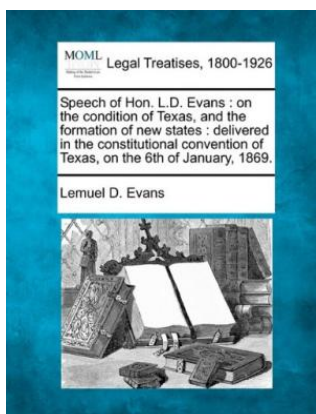 MOML Legal Treatises, 1800-1926
Speech of Hon. L.D. Evans : on
the condition of Texas, and the
formation of new states : delivered
in the constitutional convention of
Texas, on the 6th of January, 1869.
Lemuel D. Evans